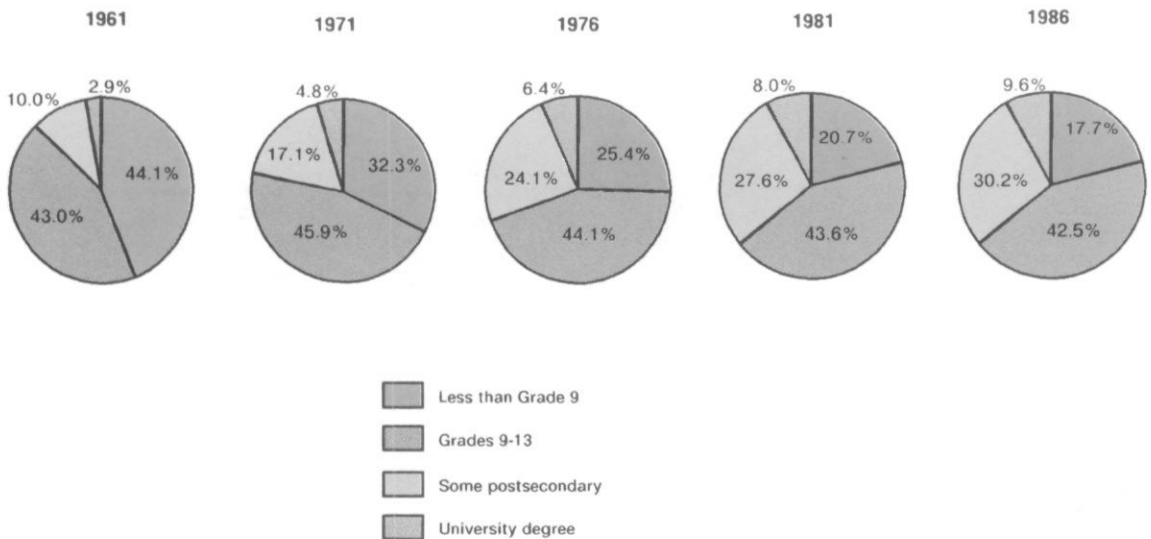 1961 1971 1976 1981 1986
10.0% 2.9% 44.1% 43.0%
4.8% 17.1% 32.3% 45.9%
6.4% 24.1% 25.4% 44.1%
8.0% 27.6% 20.7% 43.6%
9.6% 30.2% 17.7% 42.5%
Less than Grade 9
Grades 9-13
Some postsecondary
University degree